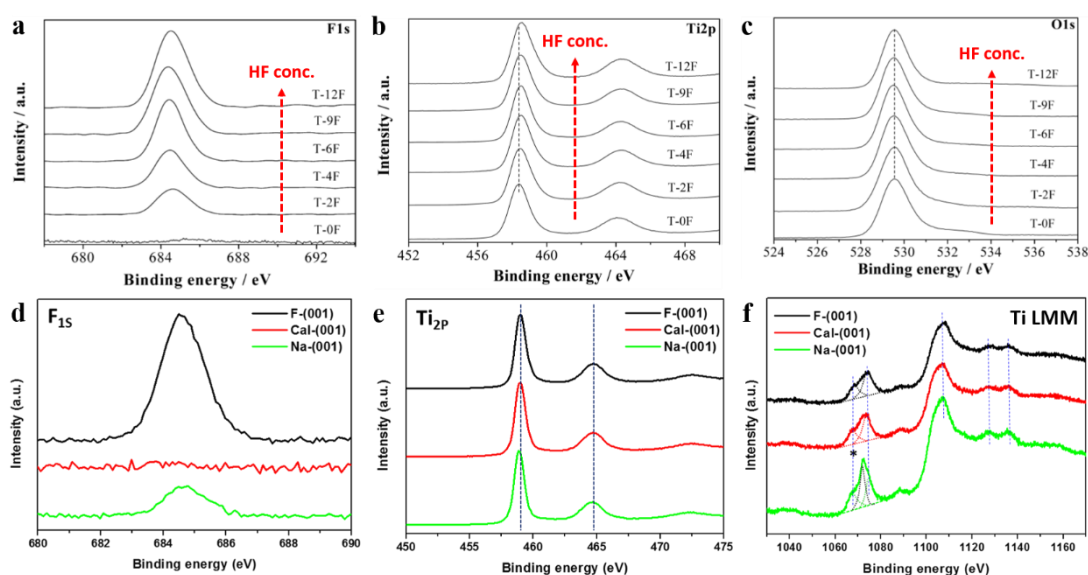 a
F1s
HF conc.
T-12F
T-9F
T-6F
T-4F
T-2F
T-0F
Intensity / a.u.
680 684 688 692
Binding energy / eV
b
Ti2p
HF conc.
T-12F
T-9F
T-6F
T-4F
T-2F
T-0F
Intensity / a.u.
452 456 460 464 468
Binding energy / eV
c
O1s
HF conc.
T-12F
T-9F
T-6F
T-4F
T-2F
T-0F
Intensity / a.u.
524 526 528 530 532 534 536 538
Binding energy / eV
d
F1S
F-(001)
Cal-(001)
Na-(001)
Intensity (a.u.)
680 682 684 686 688 690
Binding energy (eV)
e
Ti2P
F-(001)
Cal-(001)
Na-(001)
Intensity (a.u.)
450 455 460 465 470 475
Binding energy (eV)
f
Ti LMM
F-(001)
Cal-(001)
Na-(001)
*
Intensity (a.u.)
1040 1060 1080 1100 1120 1140 1160
Binding energy (eV)